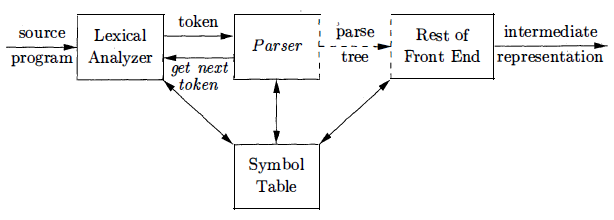 source
program
Lexical
Analyzer
token
get next
token
Parser
parse
tree
Rest of
Front End
intermediate
representation
Symbol
Table